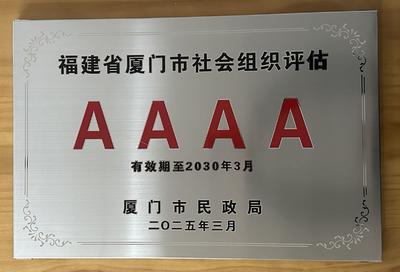 福建省厦门市社会组织评估
AAAA
有效期至2030年3月
厦门市民政局
二〇二五年三月